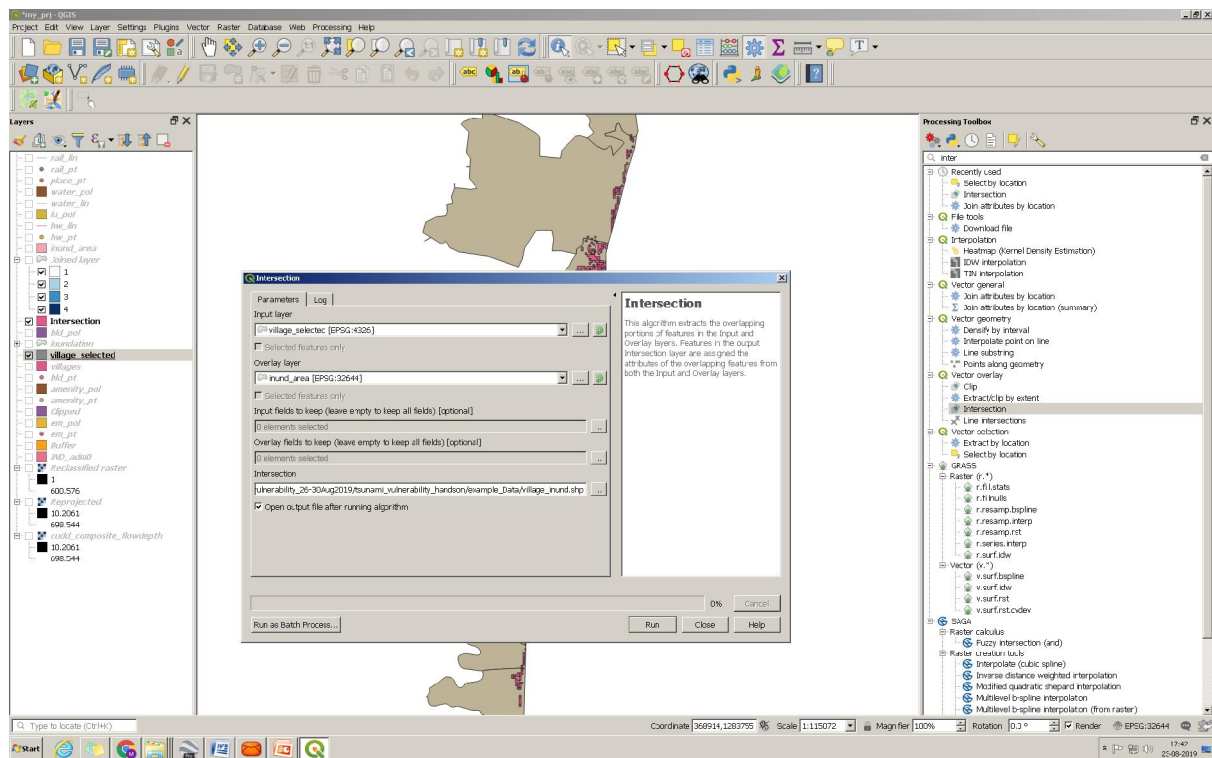 *my_prj - QGIS
Project Edit View Layer Settings Plugins Vector Raster Database Web Processing Help
Layers
rail_lin
rail_pt
place_pt
water_pol
water_lin
lu_pol
hw_lin
hw_pt
inund_area
Joined layer
1
2
3
4
Intersection
bld_pol
inundation
village_selected
villages
bld_pt
amenity_pol
amenity_pt
Clipped
em_pol
em_pt
Buffer
IND_adm0
Reclassified raster
1
600.576
Reprojected
10.2061
698.544
cudd_composite_flowdepth
10.2061
698.544
Intersection
Parameters Log
Input layer
village_selectec [EPSG:4326]
Selected features only
Overlay layer
inund_area [EPSG:32644]
Selected features only
Input fields to keep (leave empty to keep all fields) [optional]
0 elements selected
Overlay fields to keep (leave empty to keep all fields) [optional]
0 elements selected
Intersection
ulnerability_26-30Aug2019/tsunami_vulnerability_handson/example_Data/village_inund.shp
Open output file after running algorithm
Intersection
This algorithm extracts the overlapping
portions of features in the Input and
Overlay layers. Features in the output
Intersection layer are assigned the
attributes of the overlapping features from
both the Input and Overlay layers.
0% Cancel
Run as Batch Process... Run Close Help
Processing Toolbox
inter
Recently used
Select by location
Intersection
Join attributes by location
File tools
Download file
Interpolation
Heatmap (Kernel Density Estimation)
IDW interpolation
TIN interpolation
Vector general
Join attributes by location
Join attributes by location (summary)
Vector geometry
Densify by interval
Interpolate point on line
Line substring
Points along geometry
Vector overlay
Clip
Extract/clip by extent
Intersection
Line intersections
Vector selection
Extract by location
Select by location
GRASS
Raster (r.*)
r.fill.stats
r.fillnulls
r.resamp.bspline
r.resamp.interp
r.resamp.rst
r.series.interp
r.surf.idw
Vector (v.*)
v.surf.bspline
v.surf.idw
v.surf.rst
v.surf.rst.cvdev
SAGA
Raster calculus
Fuzzy intersection (and)
Raster creation tools
Interpolate (cubic spline)
Inverse distance weighted interpolation
Modified quadratic shepard interpolation
Multilevel b-spline interpolation
Multilevel b-spline interpolation (from raster)
Type to locate (Ctrl+K) Coordinate 368914,1283755 Scale 1:115072 Magnifier 100% Rotation 0.0 ° Render EPSG:32644
Start 17:42